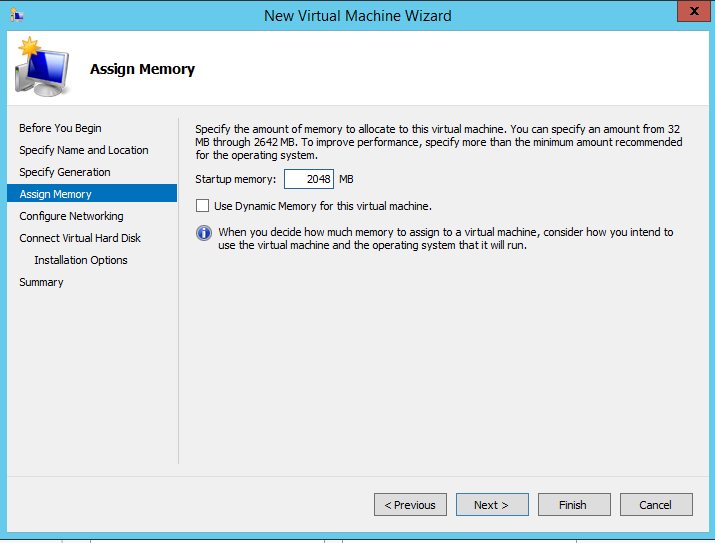 New Virtual Machine Wizard
x
Assign Memory
Before You Begin
Specify Name and Location
Specify Generation
Assign Memory
Configure Networking
Connect Virtual Hard Disk
Installation Options
Summary
Specify the amount of memory to allocate to this virtual machine. You can specify an amount from 32
MB through 2642 MB. To improve performance, specify more than the minimum amount recommended
for the operating system.
Startup memory: 2048 MB
Use Dynamic Memory for this virtual machine.
When you decide how much memory to assign to a virtual machine, consider how you intend to
use the virtual machine and the operating system that it will run.
< Previous Next > Finish Cancel